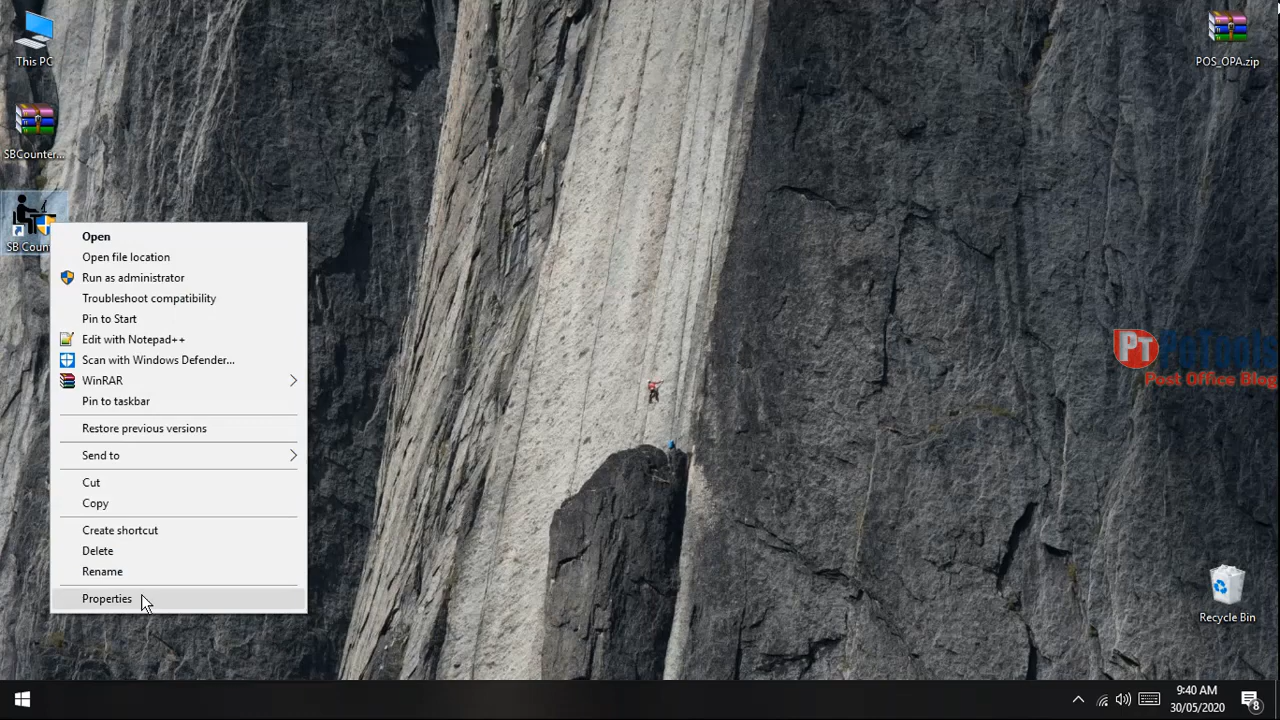 This PC
SBCounter...
SB Coun
Open
Open file location
Run as administrator
Troubleshoot compatibility
Pin to Start
Edit with Notepad++
Scan with Windows Defender...
WinRAR
Pin to taskbar
Restore previous versions
Send to
Cut
Copy
Create shortcut
Delete
Rename
Properties
POS_OPA.zip
PT PoTools
Post Office Blog
Recycle Bin
9:40 AM
30/05/2020
8